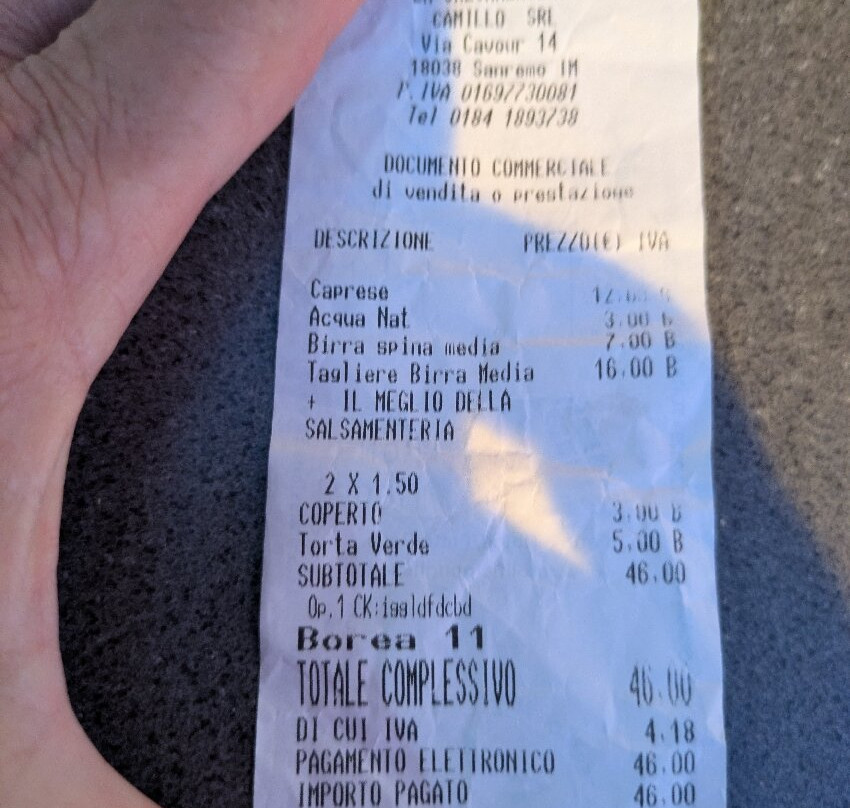 CAMILLO SRL
Via Cavour 14
18038 Sanremo IM
P.IVA 01697730081
Tel 0184 1893738
DOCUMENTO COMMERCIALE
di vendita o prestazione
DESCRIZIONE PREZZO(€) IVA
Caprese
Acqua Nat 3.00 B
Birra spina media 7.00 B
Tagliere Birra Media 16.00 B
+ IL MEGLIO DELLA
SALSAMENTERIA
2 X 1.50
COPERTO 3.00 B
Torta Verde 5.00 B
SUBTOTALE 46.00
Op.1 CK:iasldfdcbd
Borea 11
TOTALE COMPLESSIVO 46.00
DI CUI IVA 4.18
PAGAMENTO ELETTRONICO 46.00
IMPORTO PAGATO 46.00